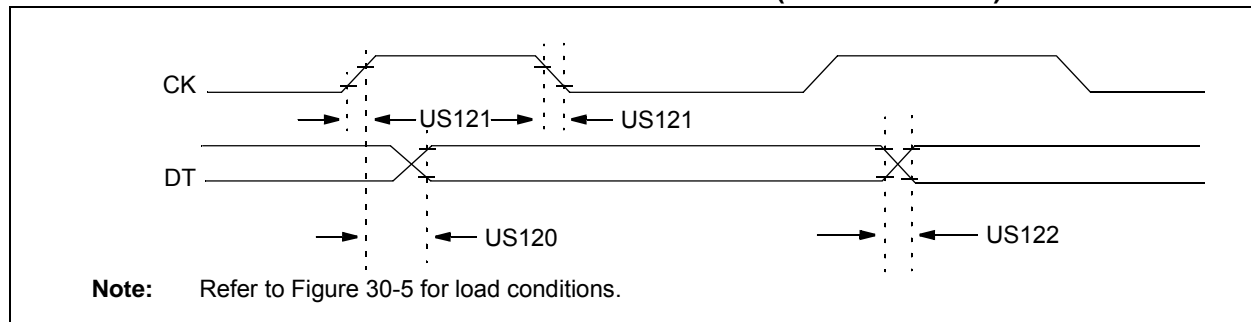 CK
US121 US121
DT
US120 US122
Note: Refer to Figure 30-5 for load conditions.